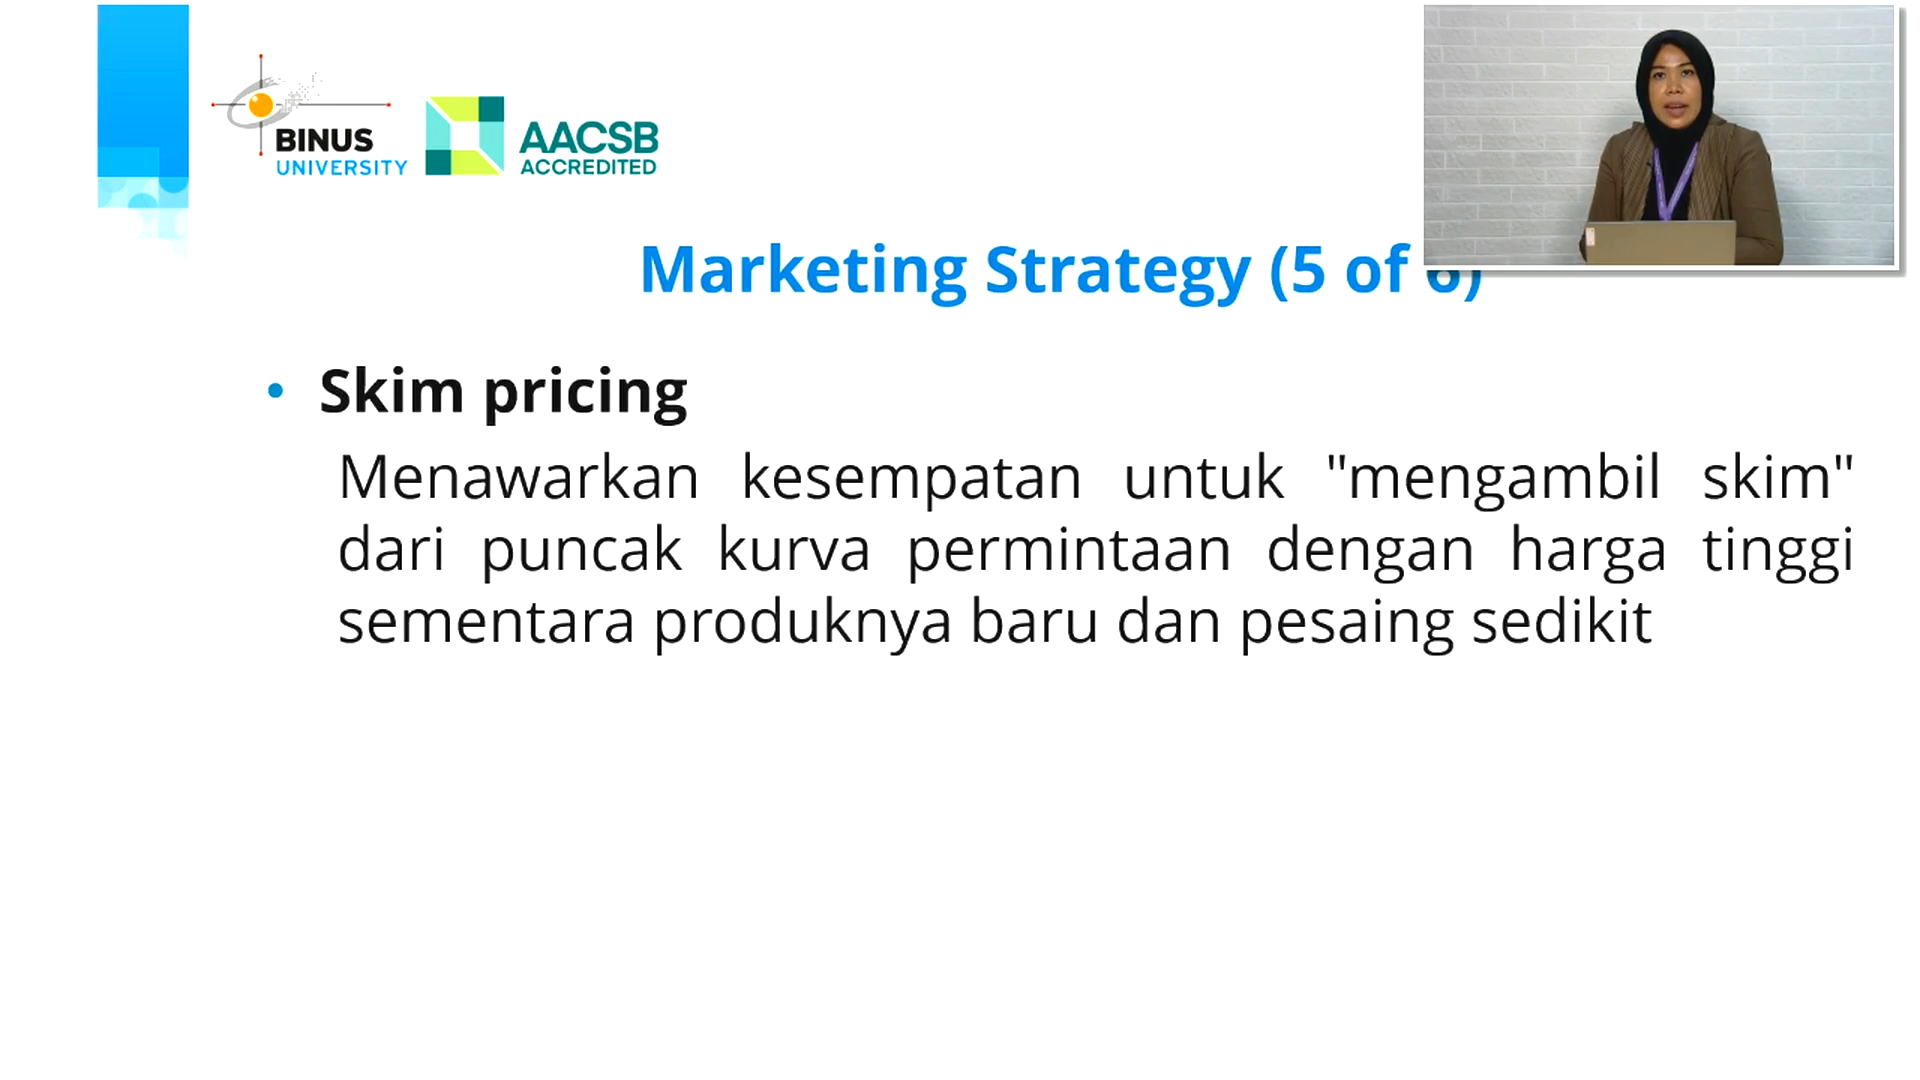 BINUS
UNIVERSITY
AACSB
ACCREDITED
Marketing Strategy (5 of 6)
• Skim pricing
Menawarkan kesempatan untuk "mengambil skim"
dari puncak kurva permintaan dengan harga tinggi
sementara produknya baru dan pesaing sedikit